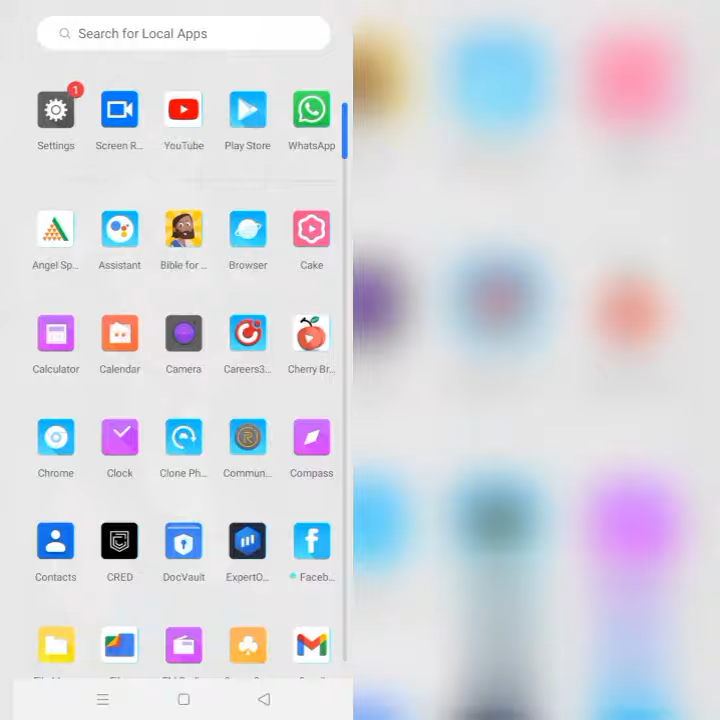 Search for Local Apps
1
Settings Screen R... YouTube Play Store WhatsApp
Angel Sp... Assistant Bible for ... Browser Cake
Calculator Calendar Camera Careers3... Cherry Br...
Chrome Clock Clone Ph... Commun... Compass
Contacts CRED DocVault ExpertO... Faceb...